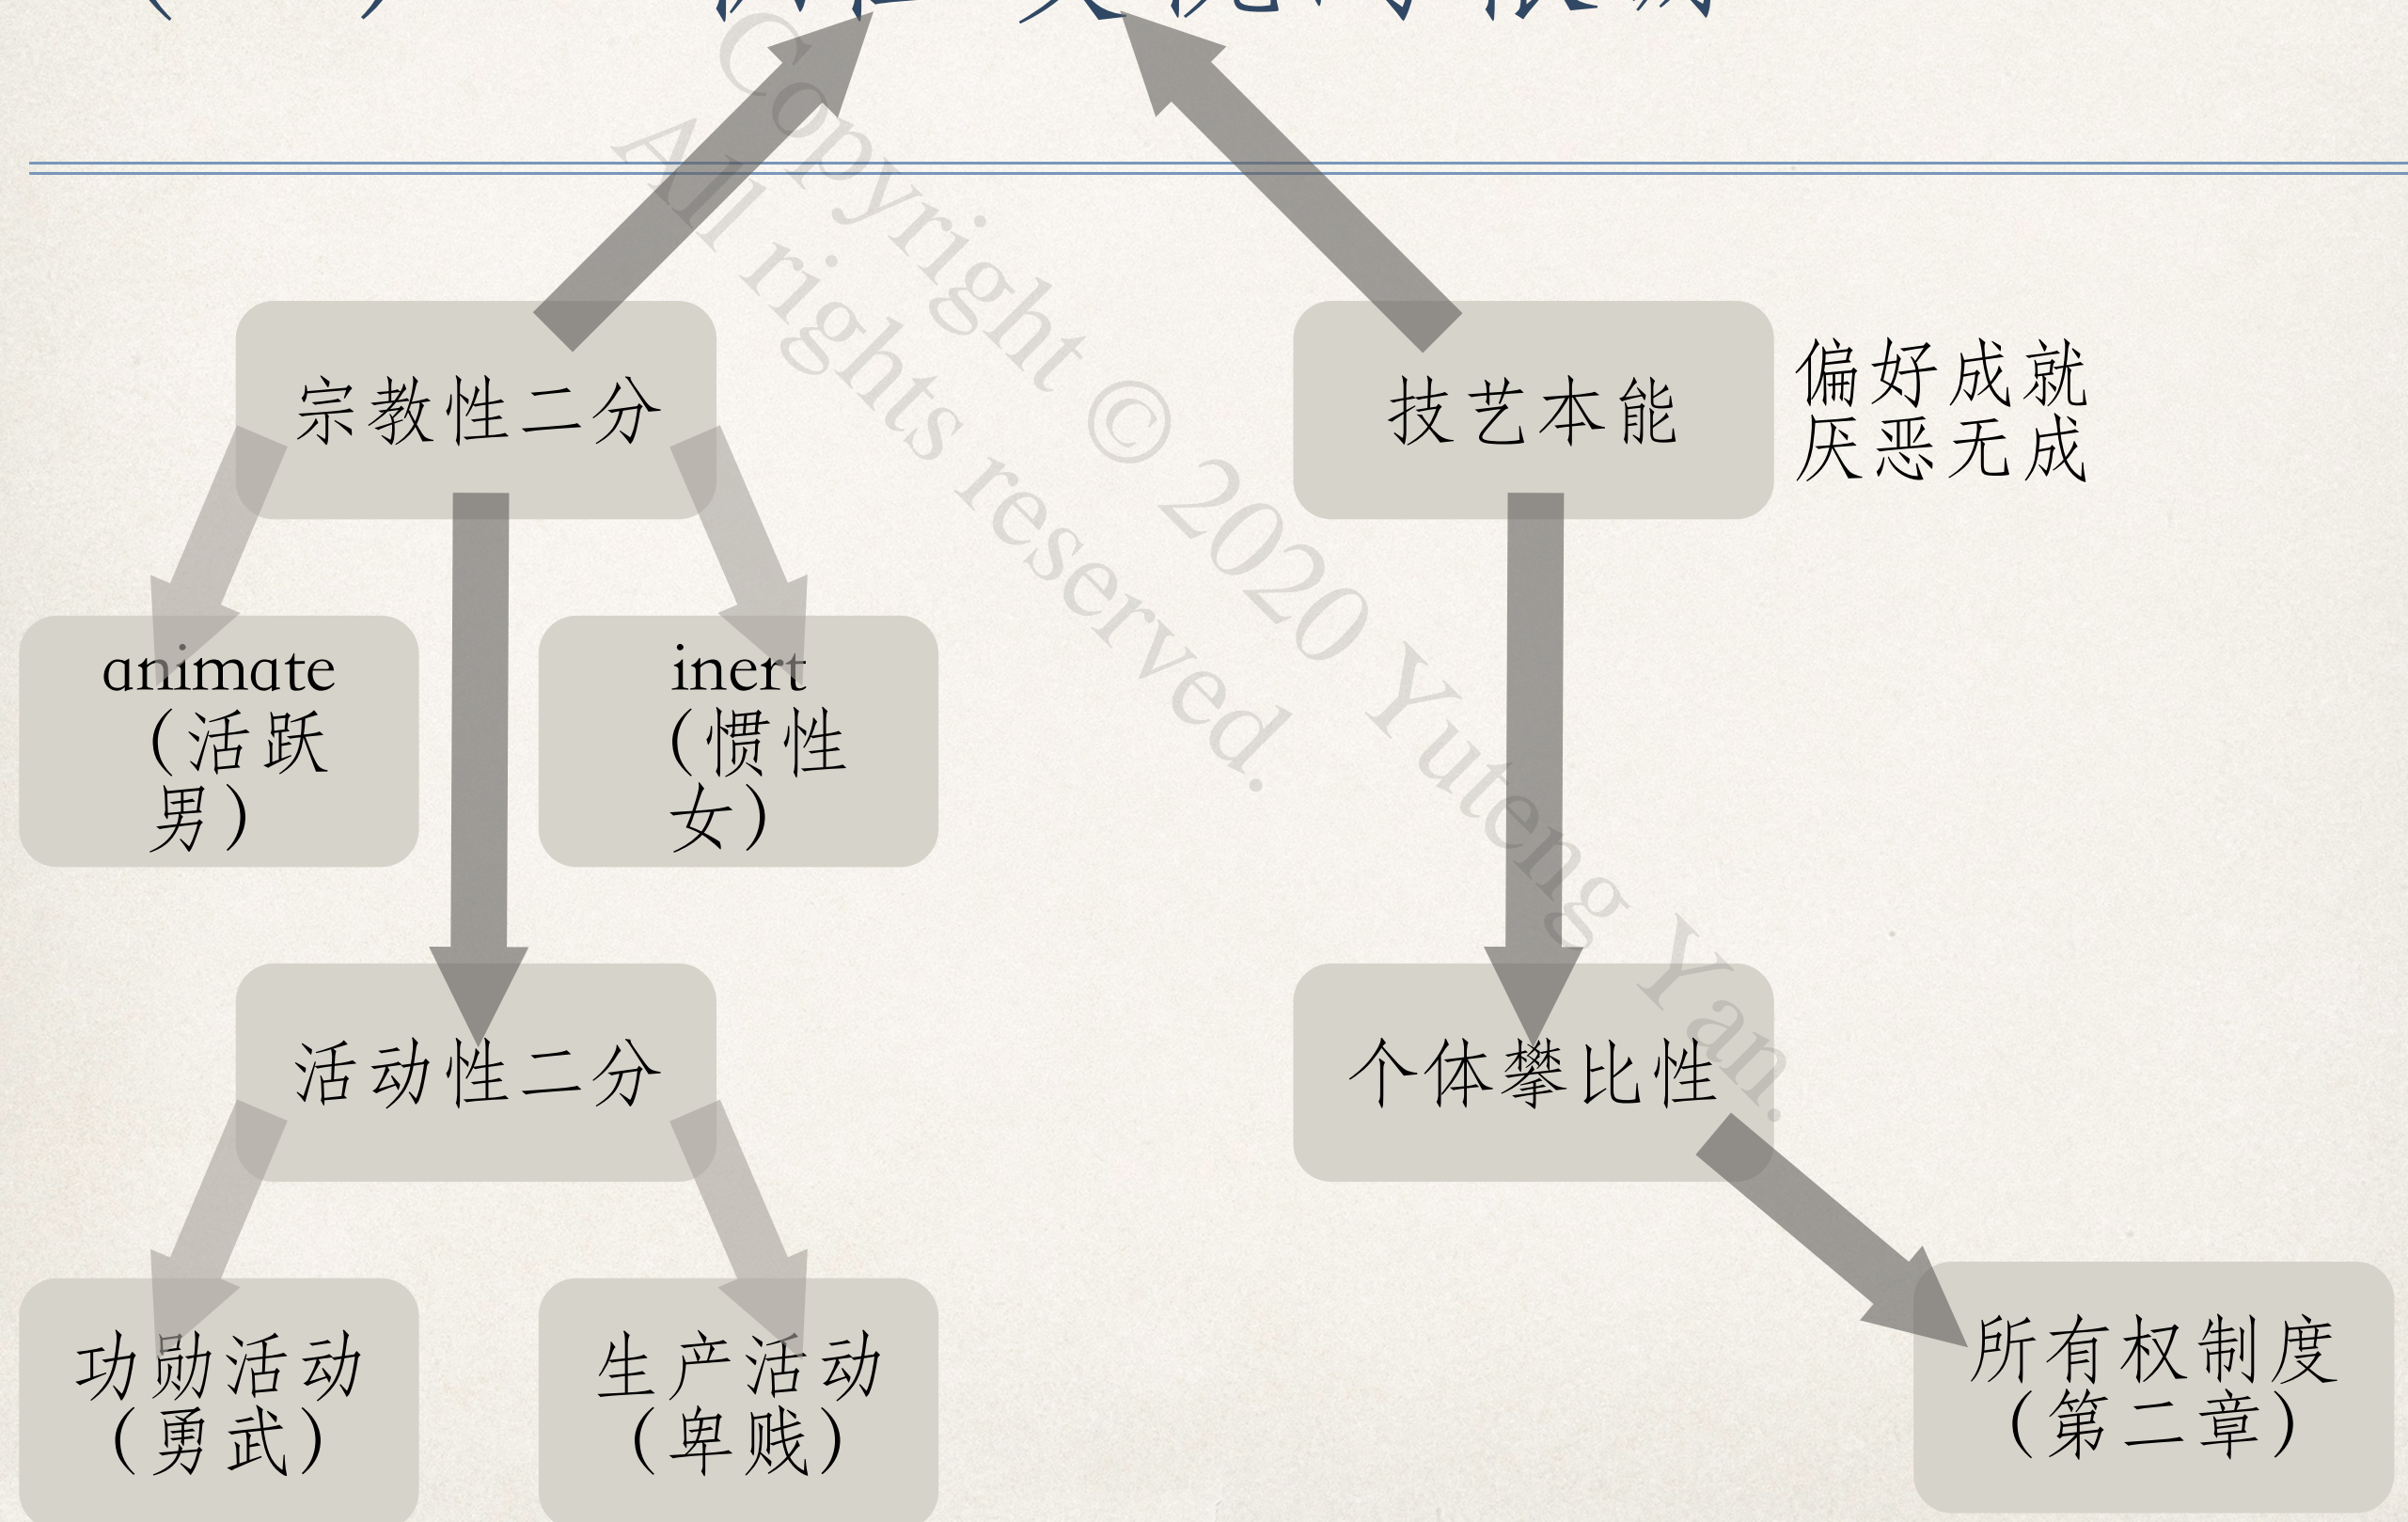 宗教性二分
技艺本能
偏好成就
厌恶无成
animate
（活跃
男）
inert
（惯性
女）
活动性二分
个体攀比性
功勋活动
（勇武）
生产活动
（卑贱）
所有权制度
（第二章）
Copyright © 2020 Yuteng Yan.
All rights reserved.